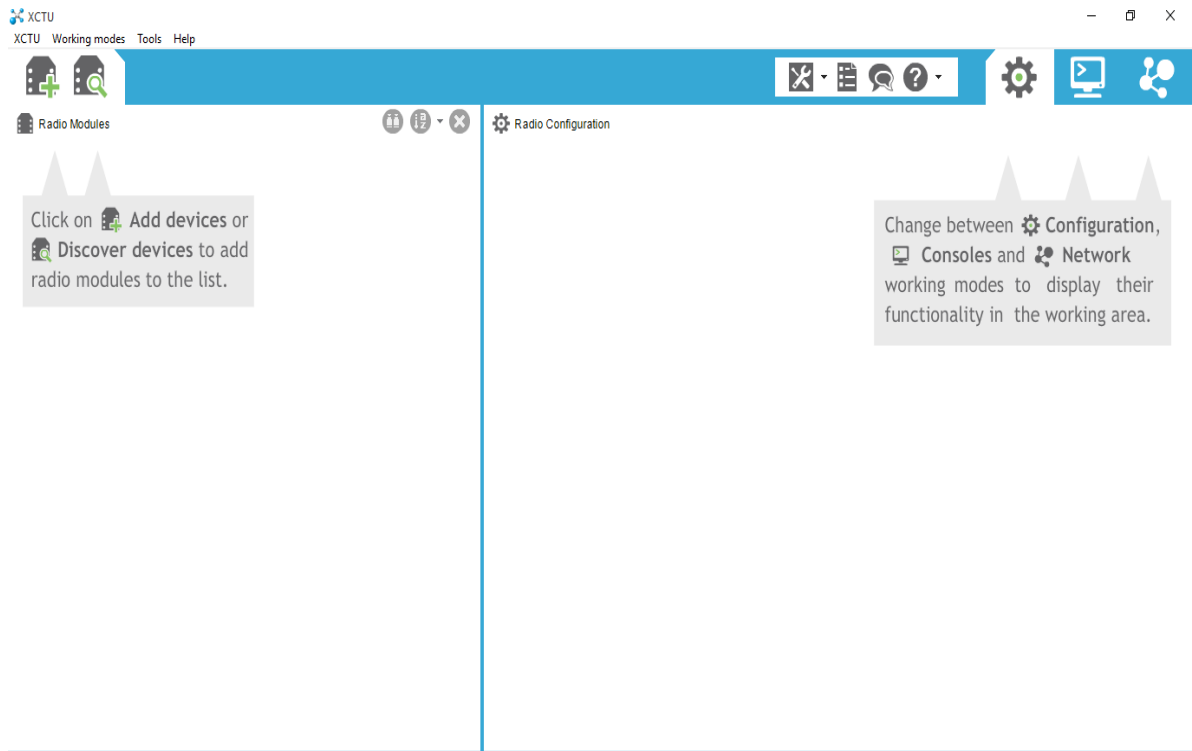 XCTU
XCTU Working modes Tools Help
Radio Modules
Radio Configuration
Click on Add devices or
Discover devices to add
radio modules to the list.
Change between Configuration,
Consoles and Network
working modes to display their
functionality in the working area.